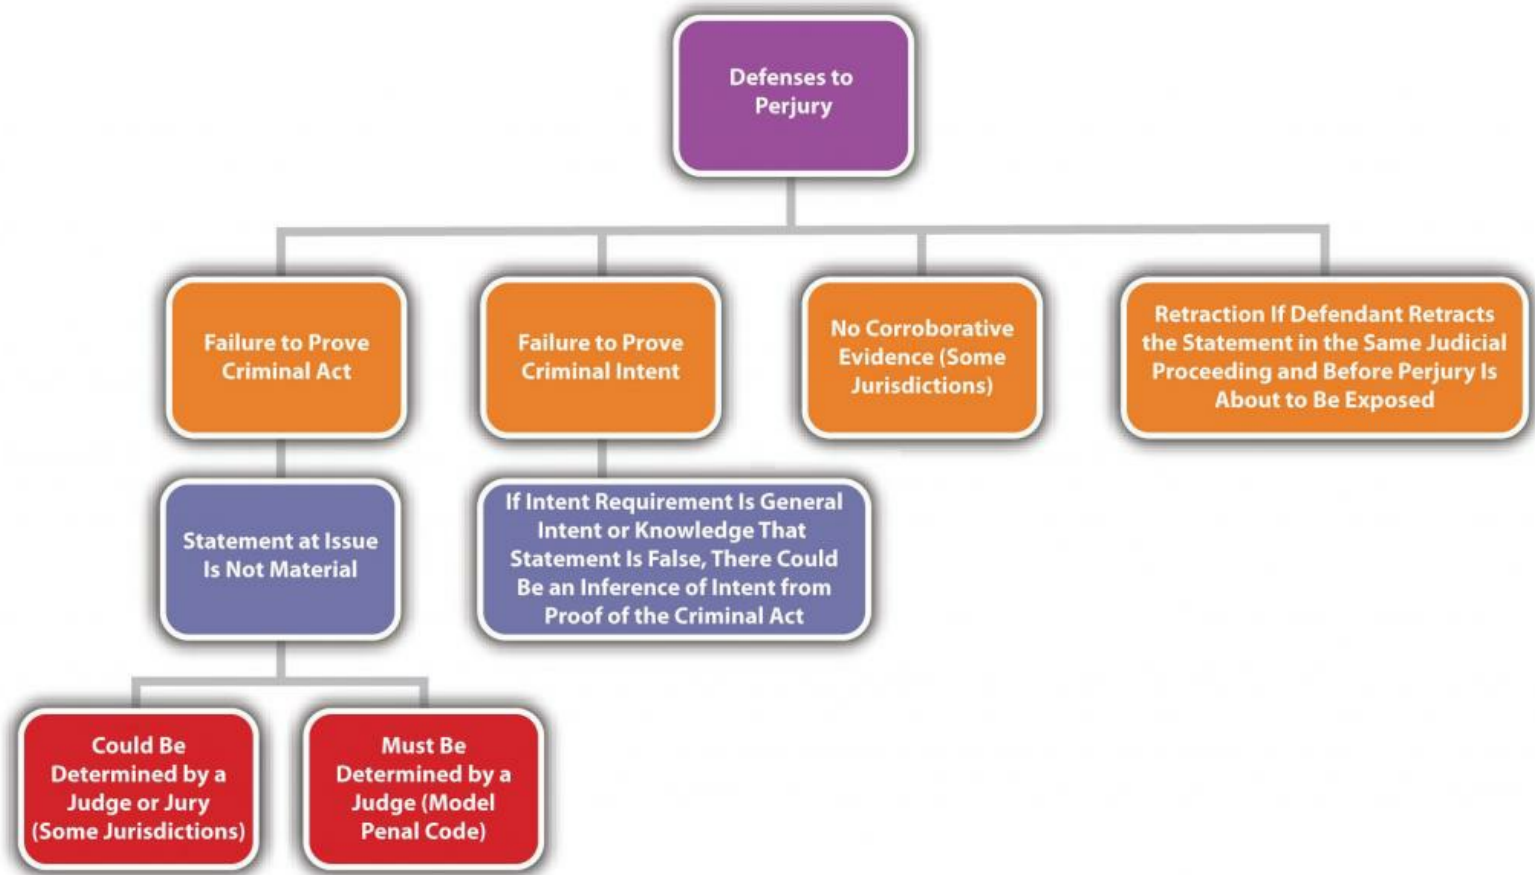 Defenses to
Perjury
Failure to Prove
Criminal Act
Failure to Prove
Criminal Intent
No Corroborative
Evidence (Some
Jurisdictions)
Retraction If Defendant Retracts
the Statement in the Same Judicial
Proceeding and Before Perjury Is
About to Be Exposed
Statement at Issue
Is Not Material
If Intent Requirement Is General
Intent or Knowledge That
Statement Is False, There Could
Be an Inference of Intent from
Proof of the Criminal Act
Could Be
Determined by a
Judge or Jury
(Some Jurisdictions)
Must Be
Determined by a
Judge (Model
Penal Code)